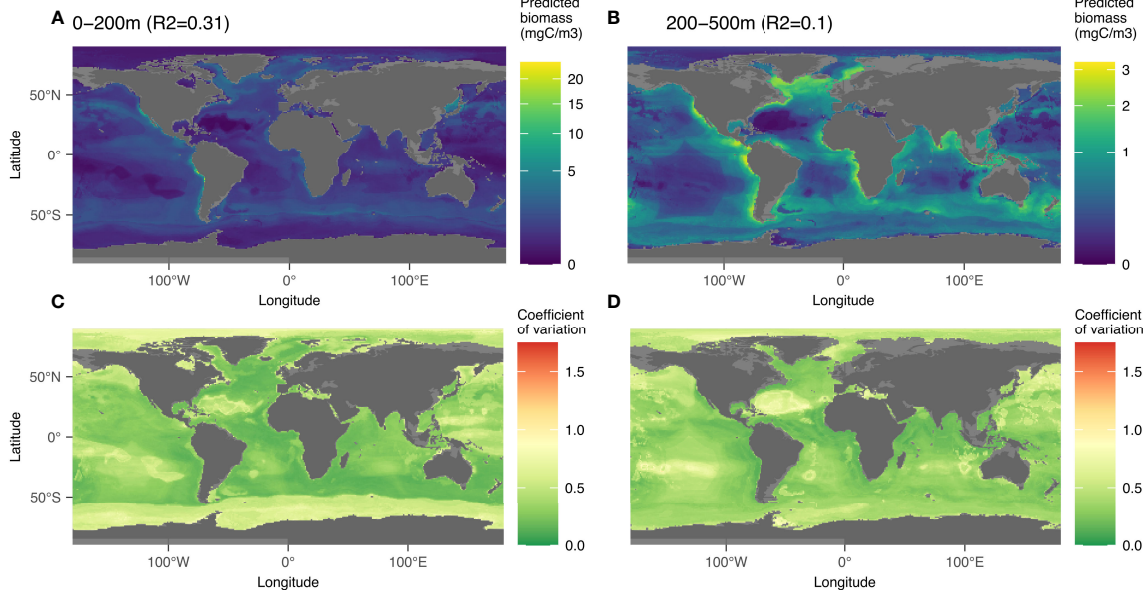 Predicted
biomass
(mgC/m3)
A
0−200m (R2=0.31)
20
15
10
5
0
50°N
0°
50°S
Latitude
100°W
0°
100°E
Longitude
Predicted
biomass
(mgC/m3)
B
200−500m (R2=0.1)
3
2
1
0
100°W
0°
100°E
Longitude
C
Coefficient
of variation
1.5
1.0
0.5
0.0
50°N
0°
50°S
Latitude
100°W
0°
100°E
Longitude
D
Coefficient
of variation
1.5
1.0
0.5
0.0
100°W
0°
100°E
Longitude